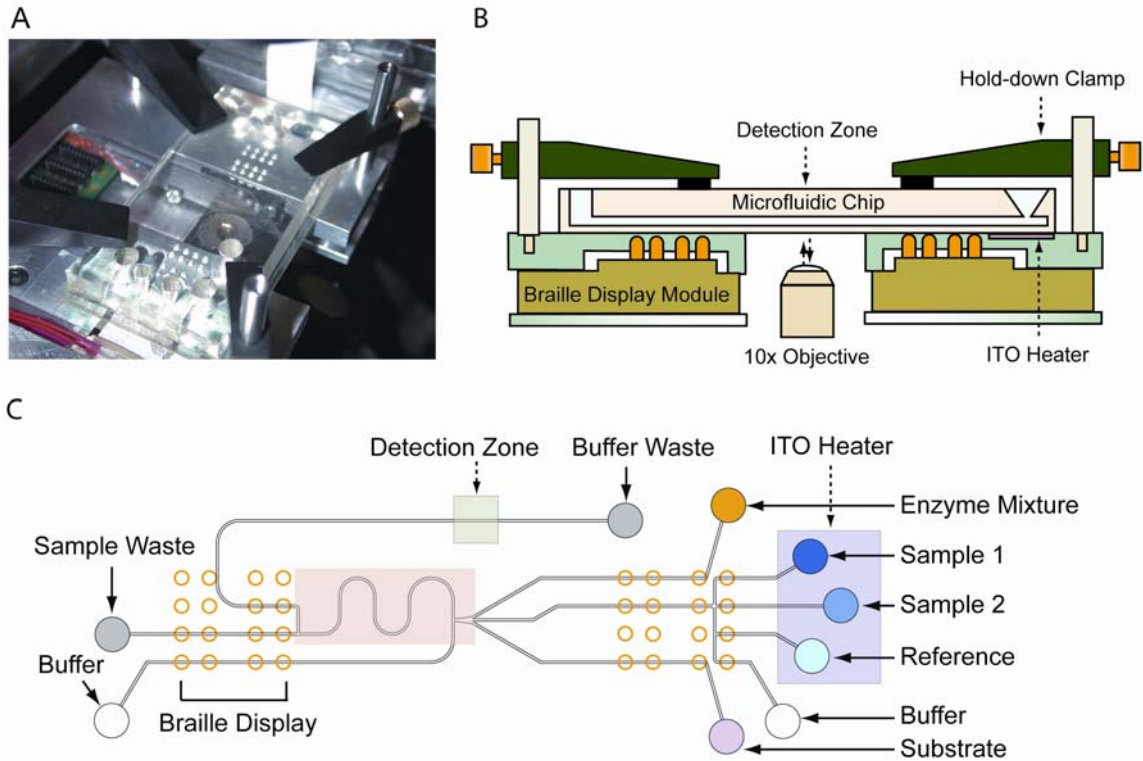 A
B
Hold-down Clamp
Detection Zone
Microfluidic Chip
Braille Display Module
10x Objective
ITO Heater
C
Detection Zone
Buffer Waste
ITO Heater
Enzyme Mixture
Sample Waste
Sample 1
Sample 2
Buffer
Reference
Braille Display
Buffer
Substrate